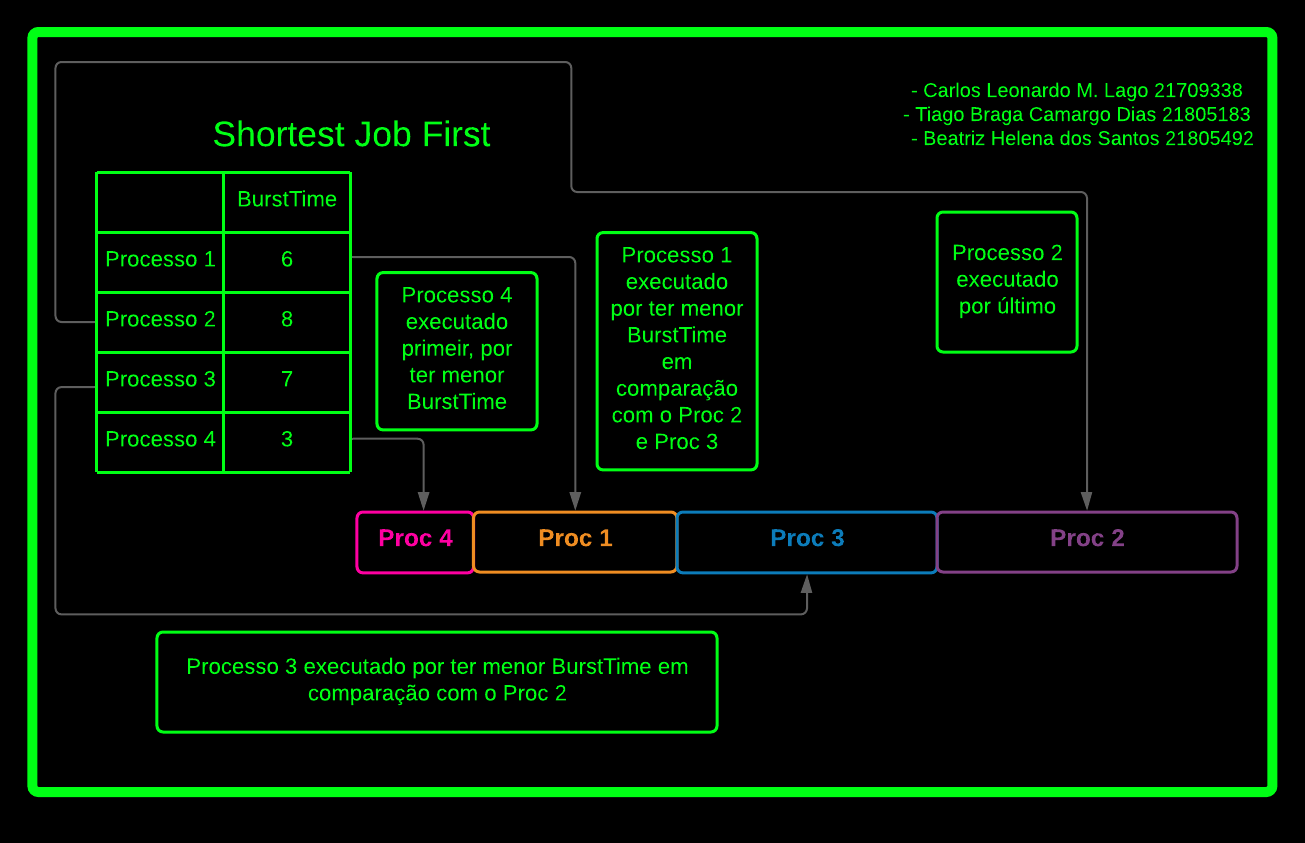 - Carlos Leonardo M. Lago 21709338
- Tiago Braga Camargo Dias 21805183
- Beatriz Helena dos Santos 21805492
Shortest Job First
BurstTime
Processo 1 6
Processo 2 8
Processo 3 7
Processo 4 3
Processo 4
executado
primeir, por
ter menor
BurstTime
Processo 1
executado
por ter menor
BurstTime
em
comparação
com o Proc 2
e Proc 3
Processo 2
executado
por último
Proc 4
Proc 1
Proc 3
Proc 2
Processo 3 executado por ter menor BurstTime em
comparação com o Proc 2